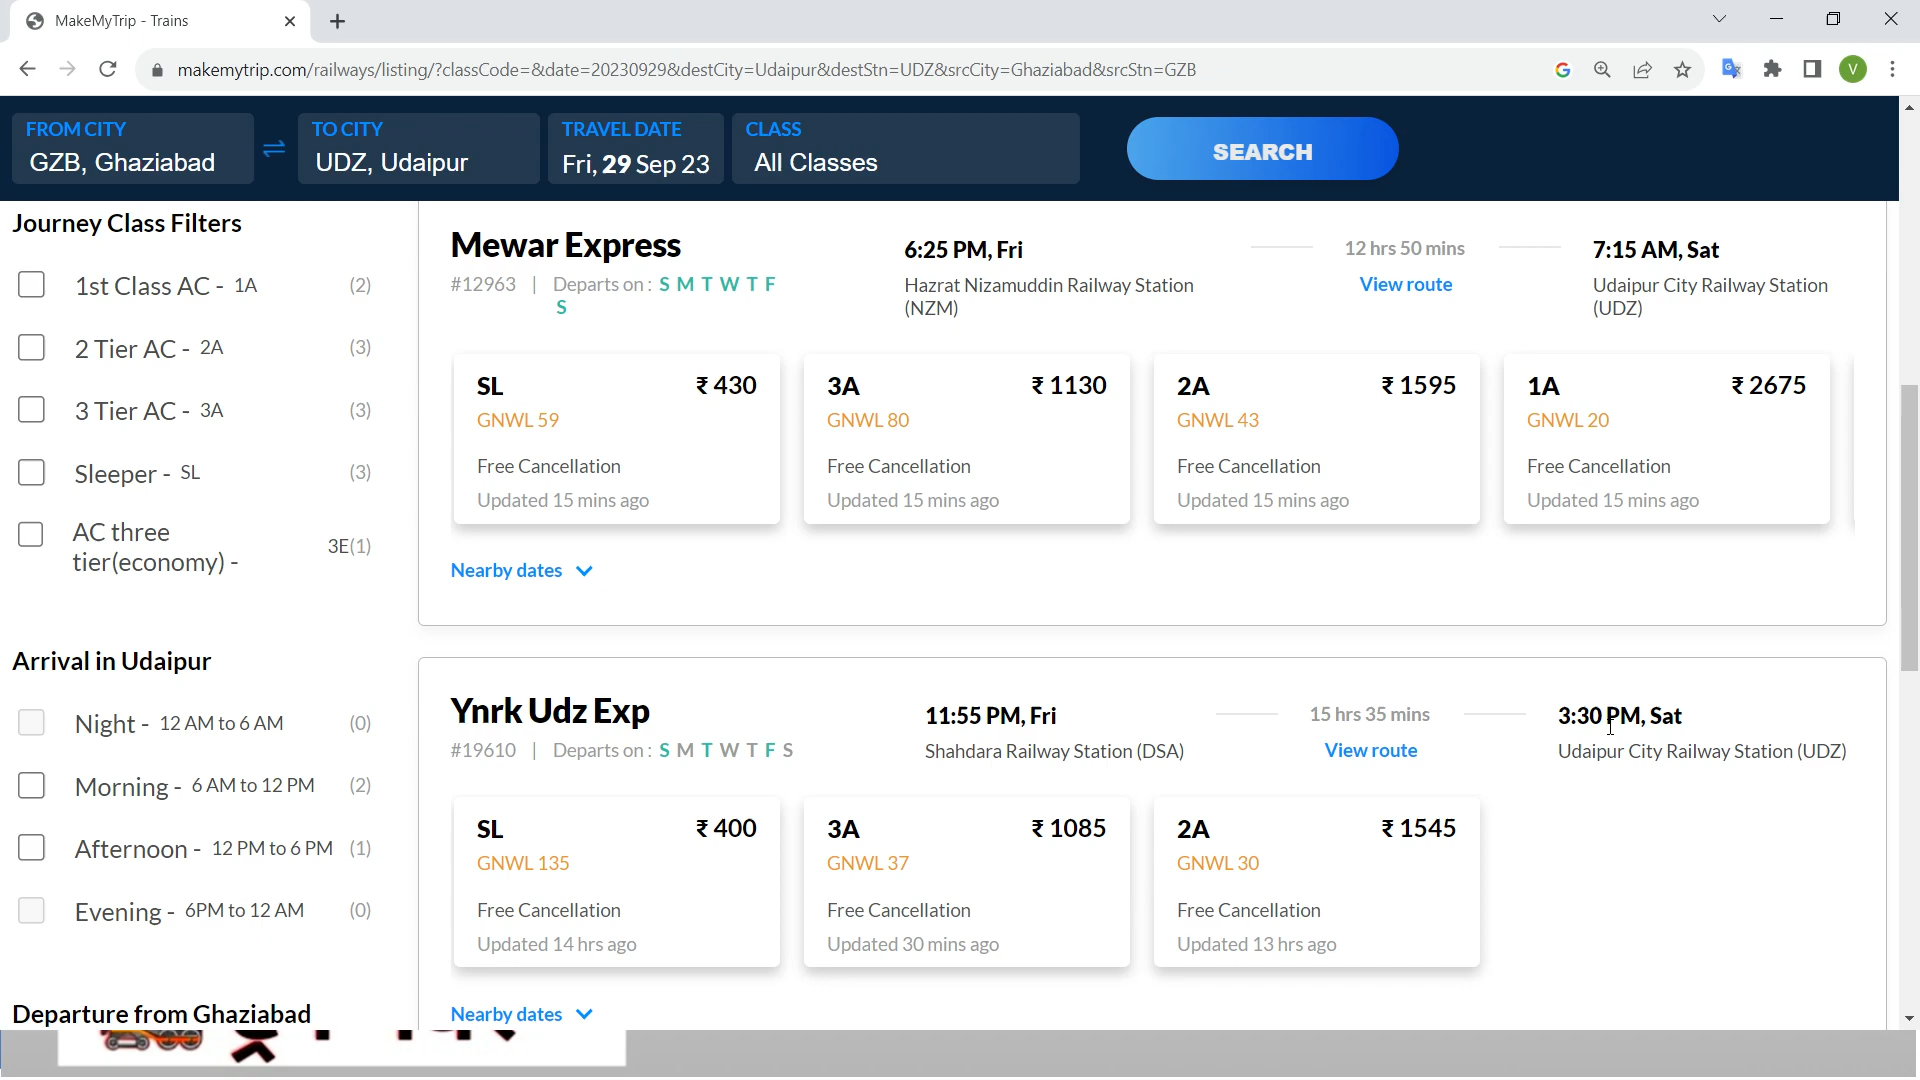 MakeMyTrip - Trains
makemytrip.com/railways/listing/?classCode=&date=20230929&destCity=Udaipur&destStn=UDZ&srcCity=Ghaziabad&srcStn=GZB
V
FROM CITY
GZB, Ghaziabad
TO CITY
UDZ, Udaipur
TRAVEL DATE
Fri, 29 Sep 23
CLASS
All Classes
SEARCH
Journey Class Filters
1st Class AC - 1A (2)
2 Tier AC - 2A (3)
3 Tier AC - 3A (3)
Sleeper - SL (3)
AC three
tier(economy) - 3E(1)
Arrival in Udaipur
Night - 12 AM to 6 AM (0)
Morning - 6 AM to 12 PM (2)
Afternoon - 12 PM to 6 PM (1)
Evening - 6PM to 12 AM (0)
Departure from Ghaziabad
Mewar Express
#12963 | Departs on : S M T W T F
S
6:25 PM, Fri
Hazrat Nizamuddin Railway Station
(NZM)
12 hrs 50 mins
View route
7:15 AM, Sat
Udaipur City Railway Station
(UDZ)
SL ₹ 430
GNWL 59
Free Cancellation
Updated 15 mins ago
3A ₹ 1130
GNWL 80
Free Cancellation
Updated 15 mins ago
2A ₹ 1595
GNWL 43
Free Cancellation
Updated 15 mins ago
1A ₹ 2675
GNWL 20
Free Cancellation
Updated 15 mins ago
Nearby dates
Ynrk Udz Exp
#19610 | Departs on : S M T W T F S
11:55 PM, Fri
Shahdara Railway Station (DSA)
15 hrs 35 mins
View route
3:30 PM, Sat
Udaipur City Railway Station (UDZ)
SL ₹ 400
GNWL 135
Free Cancellation
Updated 14 hrs ago
3A ₹ 1085
GNWL 37
Free Cancellation
Updated 30 mins ago
2A ₹ 1545
GNWL 30
Free Cancellation
Updated 13 hrs ago
Nearby dates